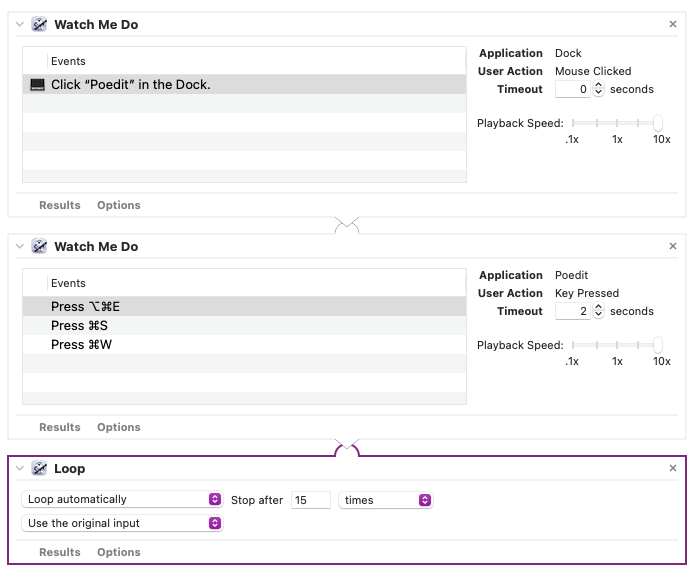 Watch Me Do
Events
Click “Poedit” in the Dock.
Application Dock
User Action Mouse Clicked
Timeout 0 seconds
Playback Speed:
.1x 1x 10x
Results Options
Watch Me Do
Events
Press ⌥⌘E
Press ⌘S
Press ⌘W
Application Poedit
User Action Key Pressed
Timeout 2 seconds
Playback Speed:
.1x 1x 10x
Results Options
Loop
Loop automatically Stop after 15 times
Use the original input
Results Options